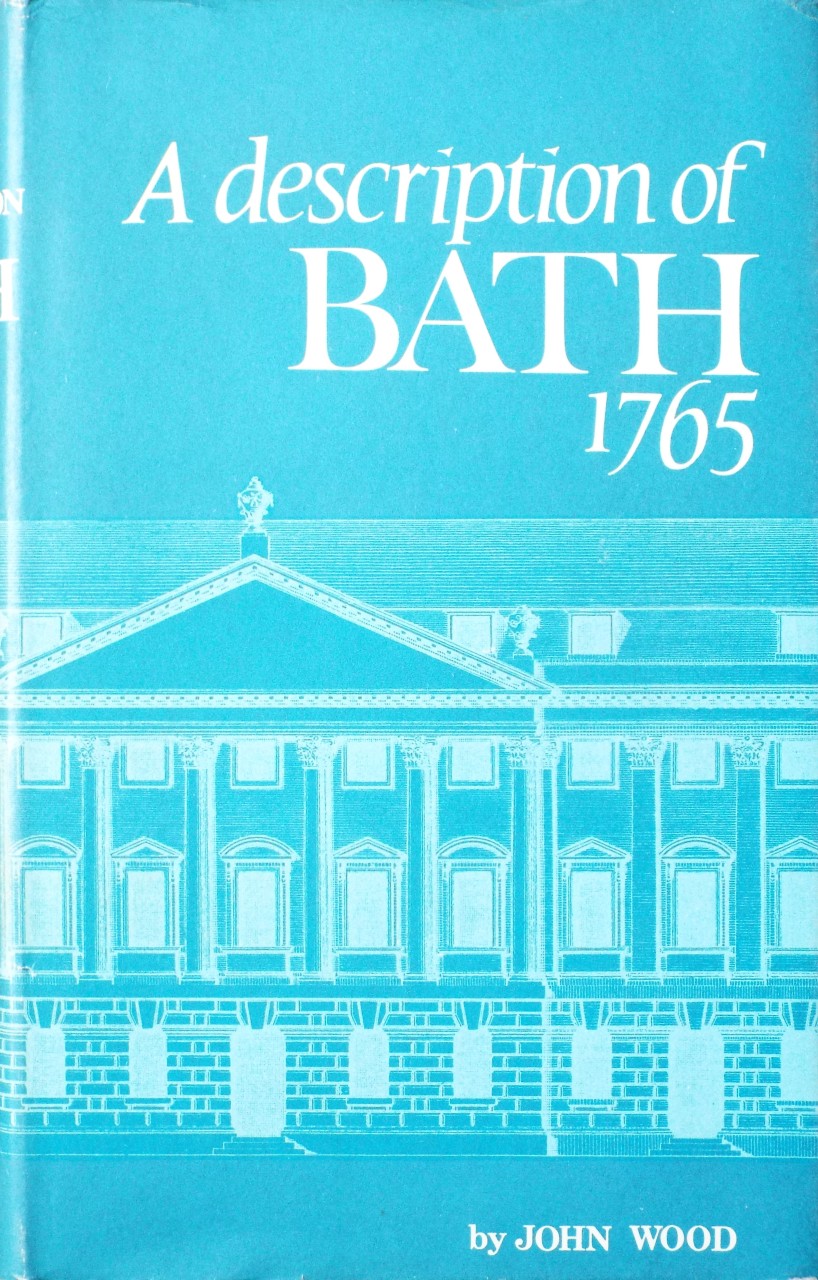 A description of
BATH
1765
by JOHN WOOD